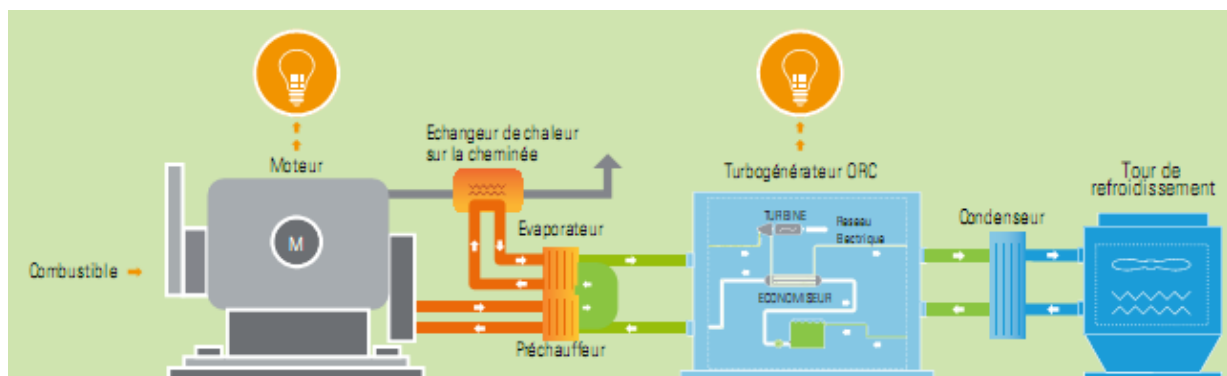 Moteur
Echangeur de chaleur
sur la cheminée
Turbogénérateur ORC
Tour de
refroidissement
TURBINE
Reseau
Electrique
Condenseur
Evaporateur
M
Combustible
ECONOMISEUR
Préchauffeur